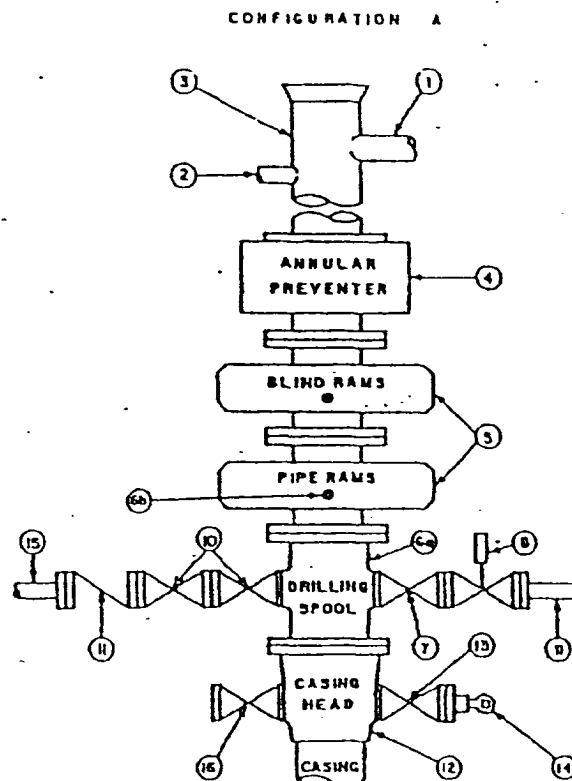 CONFIGURATION A
3
1
2
ANNULAR
PREVENTER
4
BLIND RAMS
5
PIPE RAMS
6b
15
10
6a
8
DRILLING
SPOOL
11
7
9
13
CASING
HEAD
16
12
14
CASING